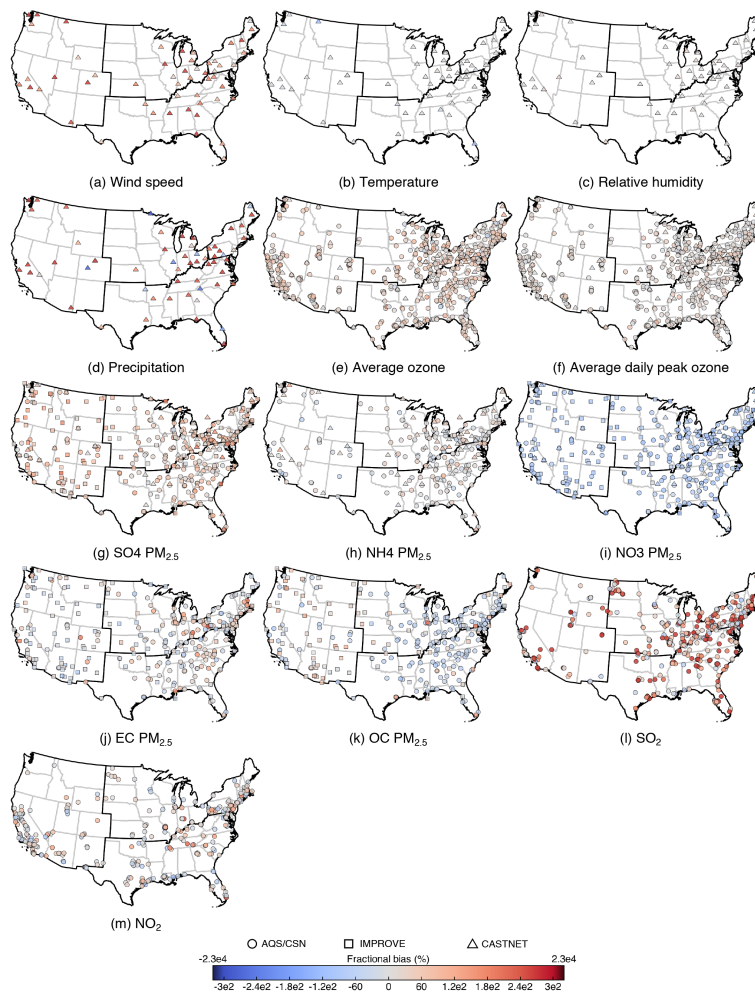 (a) Wind speed
(b) Temperature
(c) Relative humidity
(d) Precipitation
(e) Average ozone
(f) Average daily peak ozone
(g) SO4 PM2.5
(h) NH4 PM2.5
(i) NO3 PM2.5
(j) EC PM2.5
(k) OC PM2.5
(l) SO2
(m) NO2
AQS/CSN IMPROVE CASTNET
-2.3e4 Fractional bias (%) 2.3e4
-3e2 -2.4e2 -1.8e2 -1.2e2 -60 0 60 1.2e2 1.8e2 2.4e2 3e2